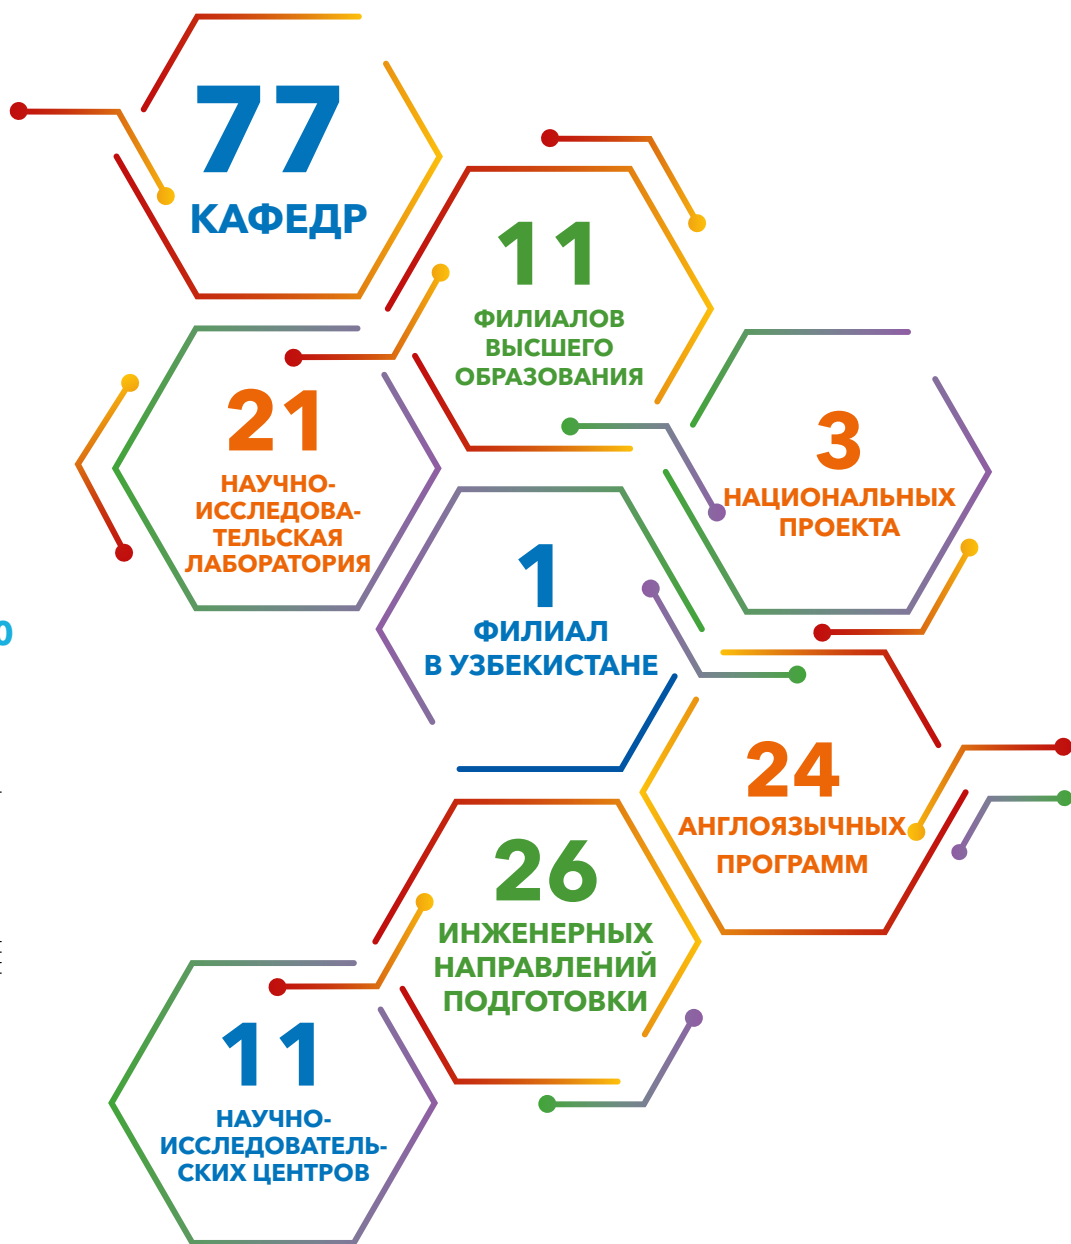 77
КАФЕДР
11
ФИЛИАЛОВ
ВЫСШЕГО
ОБРАЗОВАНИЯ
21
НАУЧНО-
ИССЛЕДОВА-
ТЕЛЬСКАЯ
ЛАБОРАТОРИЯ
3
НАЦИОНАЛЬНЫХ
ПРОЕКТА
1
ФИЛИАЛ
В УЗБЕКИСТАНЕ
24
АНГЛОЯЗЫЧНЫХ
ПРОГРАММ
26
ИНЖЕНЕРНЫХ
НАПРАВЛЕНИЙ
ПОДГОТОВКИ
11
НАУЧНО-
ИССЛЕДОВАТЕЛЬ-
СКИХ ЦЕНТРОВ